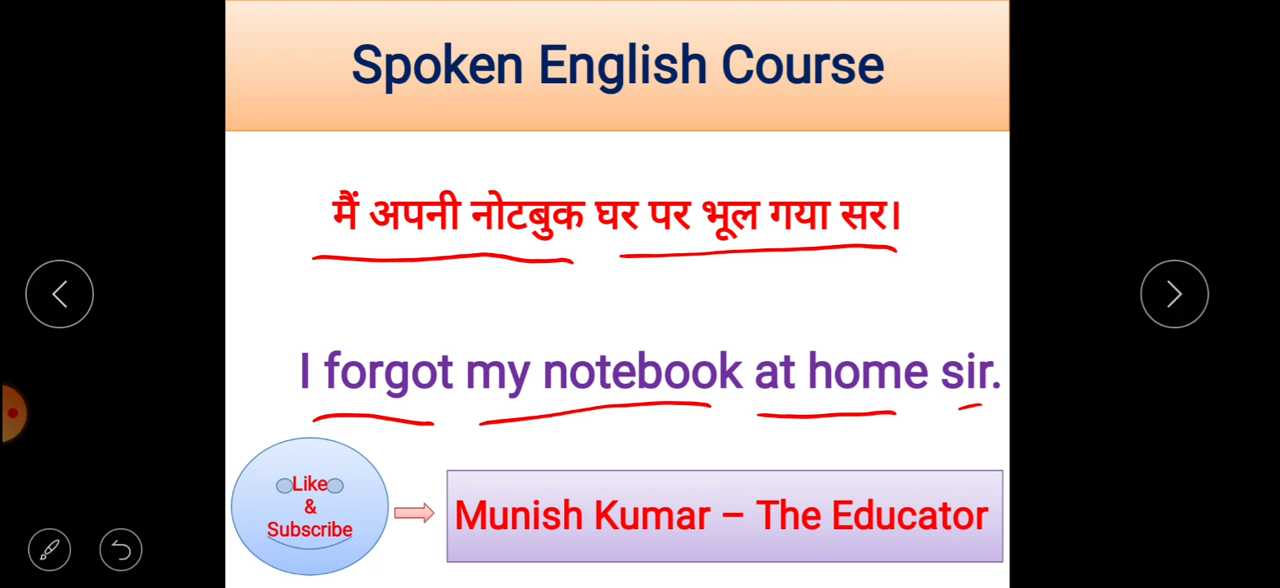 Spoken English Course
मैं अपनी नोटबुक घर पर भूल गया सर।
I forgot my notebook at home sir.
Like
&
Subscribe
Munish Kumar – The Educator